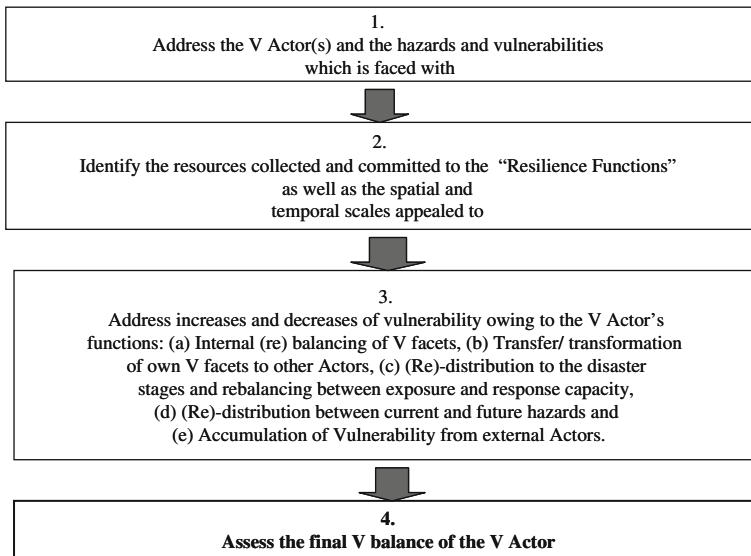 1.
Address the V Actor(s) and the hazards and vulnerabilities
which is faced with
2.
Identify the resources collected and committed to the “Resilience Functions”
as well as the spatial and
temporal scales appealed to
3.
Address increases and decreases of vulnerability owing to the V Actor’s
functions: (a) Internal (re) balancing of V facets, (b) Transfer/ transformation
of own V facets to other Actors, (c) (Re)-distribution to the disaster
stages and rebalancing between exposure and response capacity,
(d) (Re)-distribution between current and future hazards and
(e) Accumulation of Vulnerability from external Actors.
4.
Assess the final V balance of the V Actor